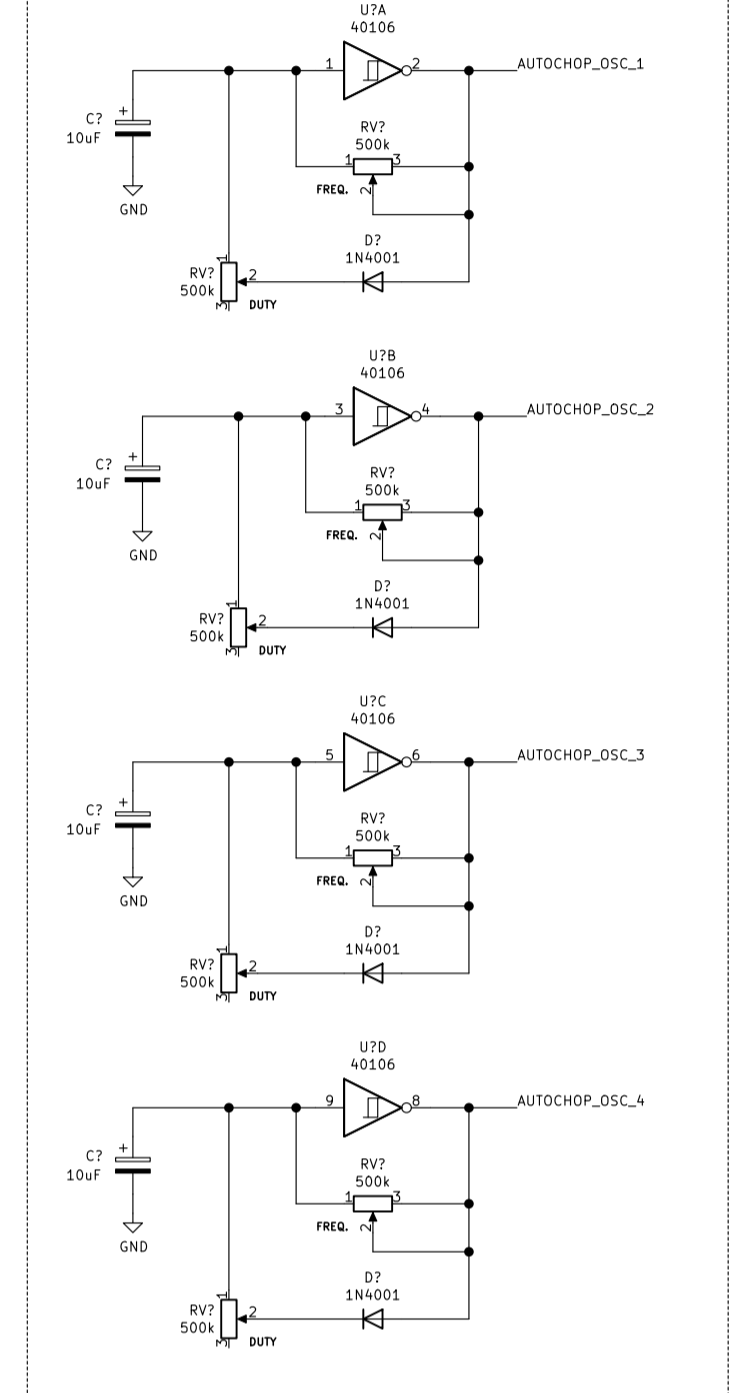 U?A
40106
1
2
AUTOCHOP_OSC_1
C?
10uF
+
GND
RV?
500k
1
3
FREQ.
2
D?
1N4001
RV?
500k
1
2
3
DUTY
U?B
40106
3
4
AUTOCHOP_OSC_2
C?
10uF
+
GND
RV?
500k
1
3
FREQ.
2
D?
1N4001
RV?
500k
1
2
3
DUTY
U?C
40106
5
6
AUTOCHOP_OSC_3
C?
10uF
+
GND
RV?
500k
1
3
FREQ.
2
D?
1N4001
RV?
500k
1
2
3
DUTY
U?D
40106
9
8
AUTOCHOP_OSC_4
C?
10uF
+
GND
RV?
500k
1
3
FREQ.
2
D?
1N4001
RV?
500k
1
2
3
DUTY